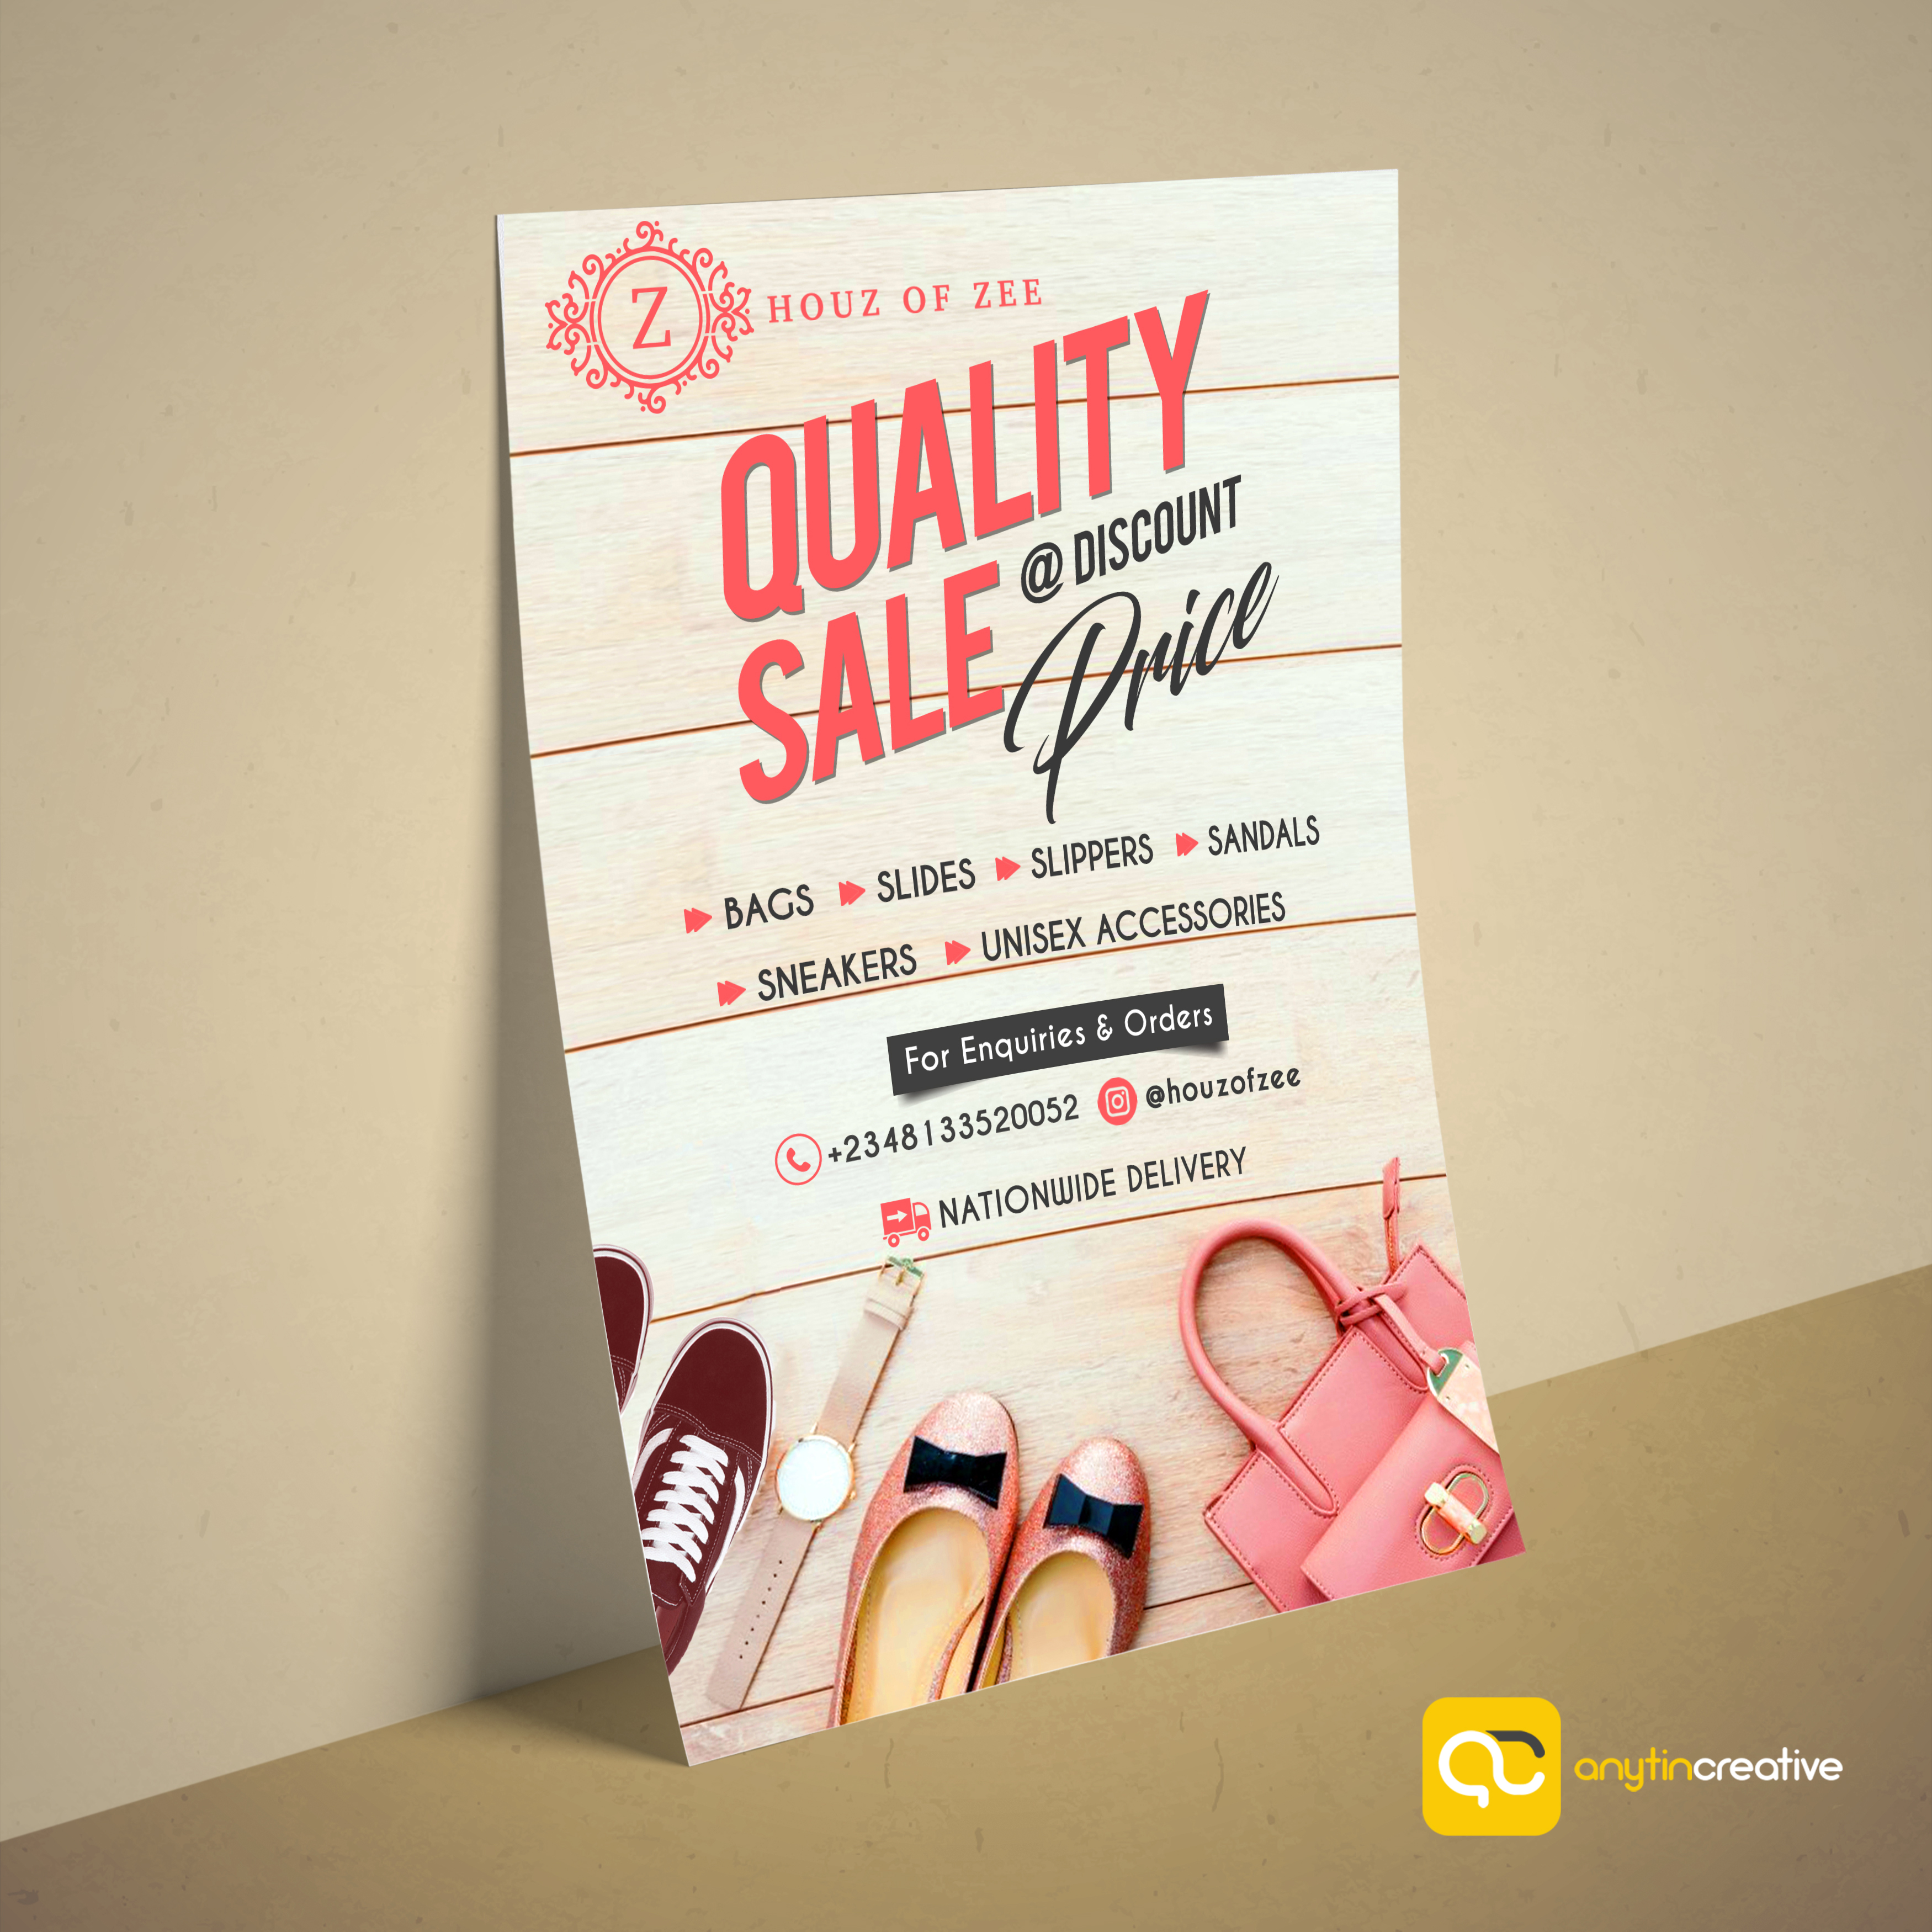 Z
HOUZ OF ZEE
QUALITY
SALE @ DISCOUNT
Price
BAGS SLIDES SLIPPERS SANDALS
SNEAKERS UNISEX ACCESSORIES
For Enquiries & Orders
+2348133520052 @houzofzee
NATIONWIDE DELIVERY
anytincreative